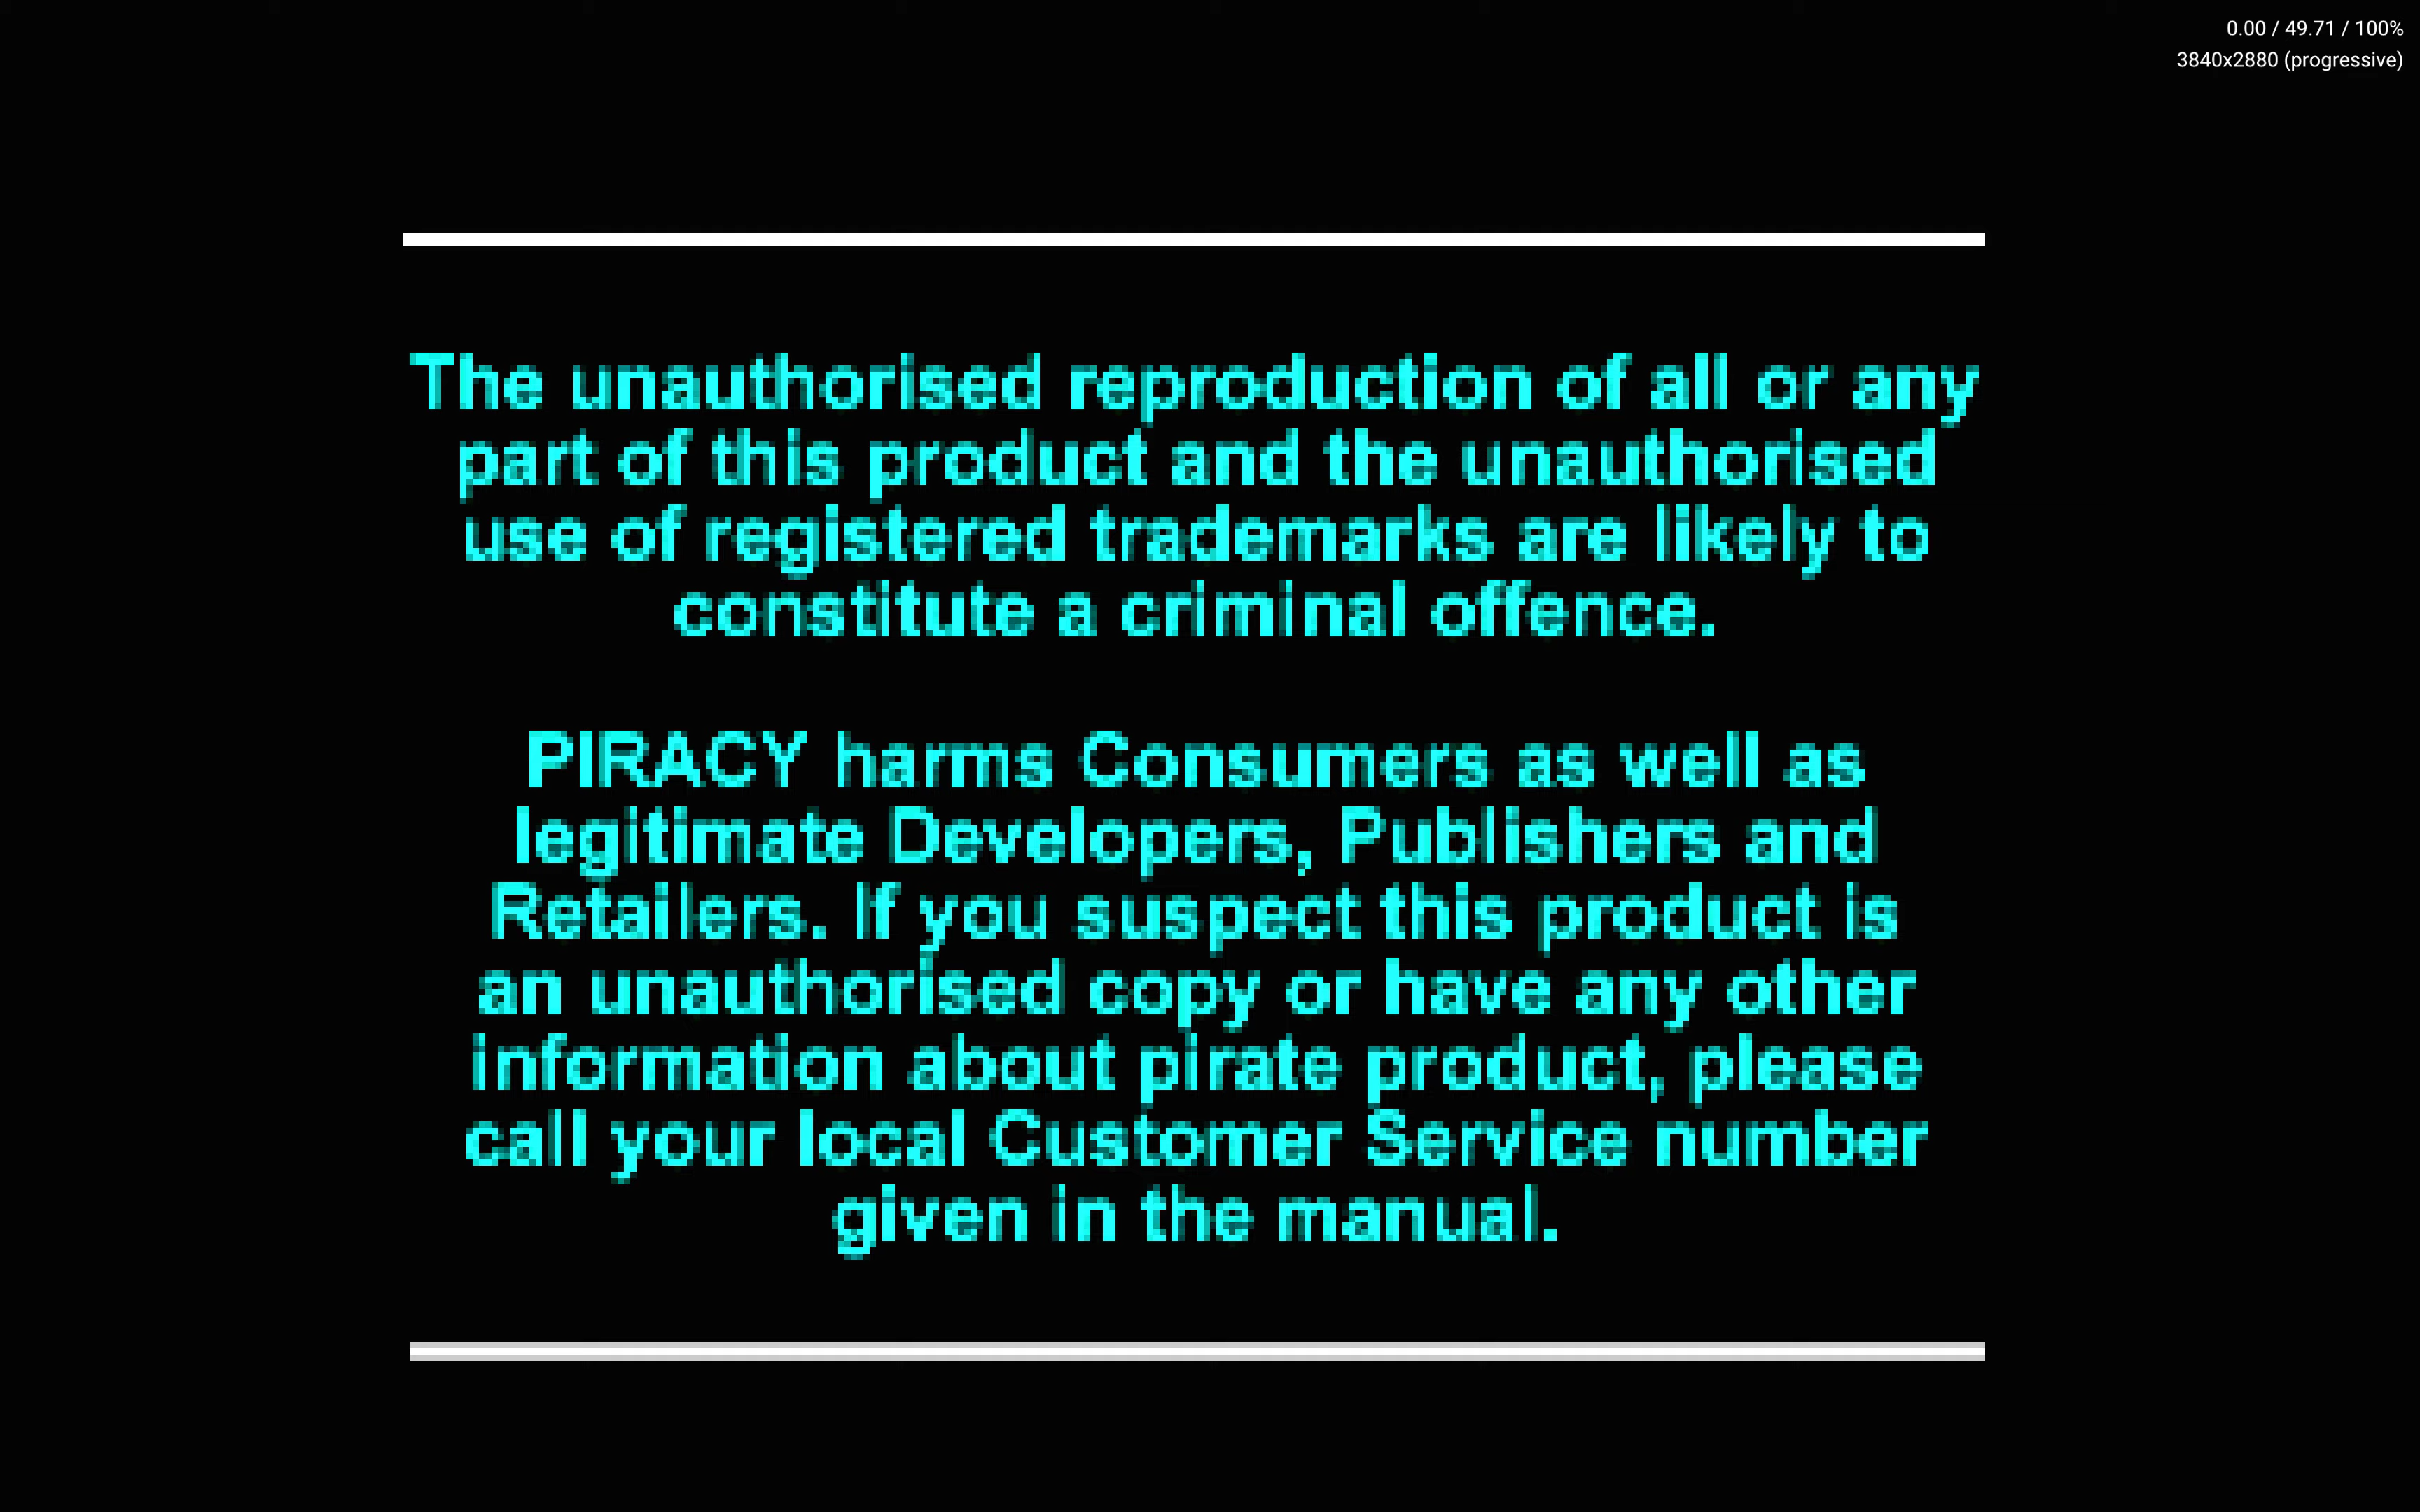 0.00 / 49.71 / 100%
3840x2880 (progressive)
The unauthorised reproduction of all or any
part of this product and the unauthorised
use of registered trademarks are likely to
constitute a criminal offence.
PIRACY harms Consumers as well as
legitimate Developers, Publishers and
Retailers. If you suspect this product is
an unauthorised copy or have any other
information about pirate product, please
call your local Customer Service number
given in the manual.